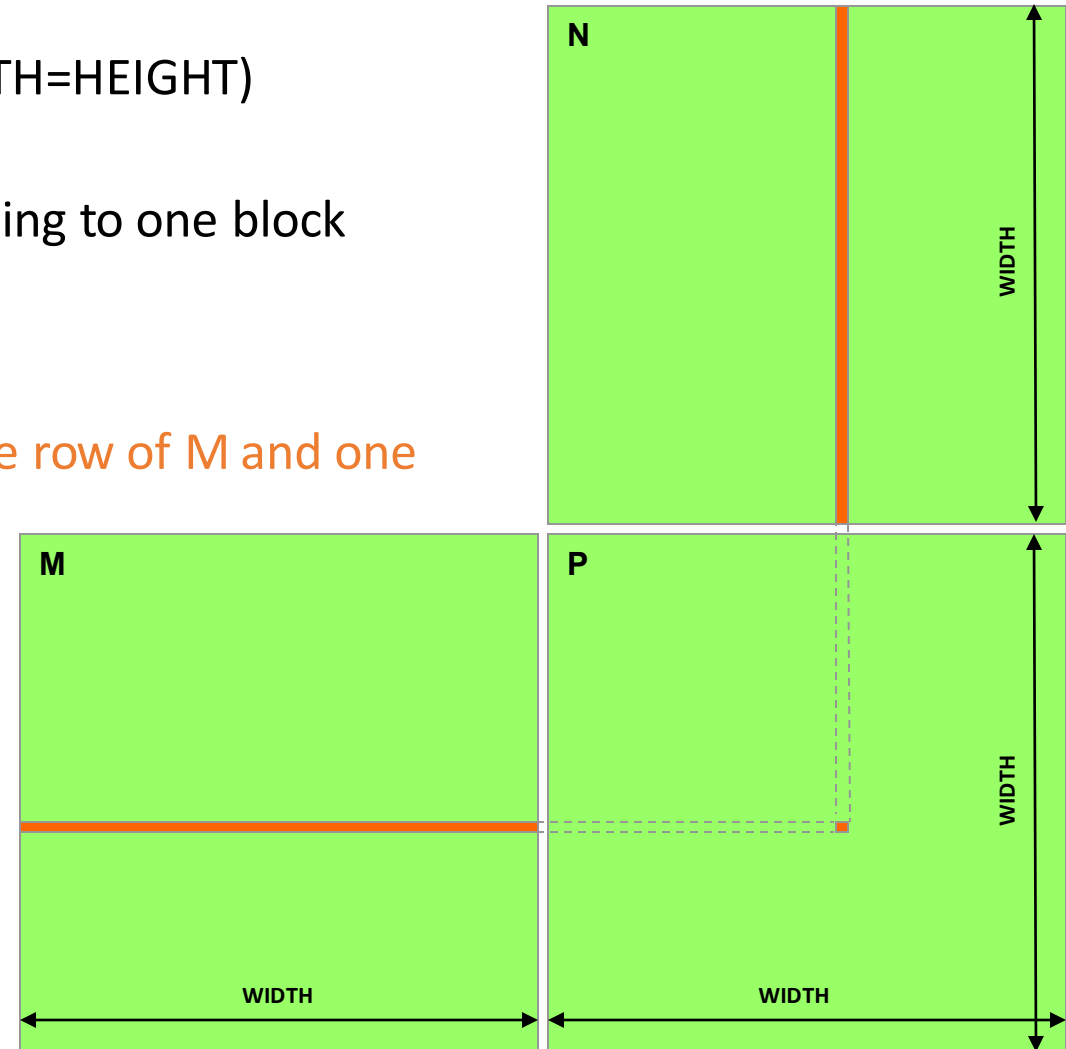 TH=HEIGHT)
ing to one block
e row of M and one
N
WIDTH
M
P
WIDTH
WIDTH
WIDTH